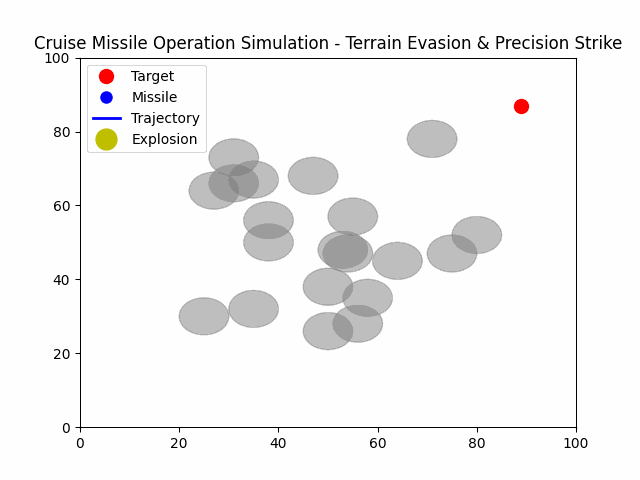 Cruise Missile Operation Simulation - Terrain Evasion & Precision Strike
100
80
60
40
20
0
Target
Missile
Trajectory
Explosion
0 20 40 60 80 100